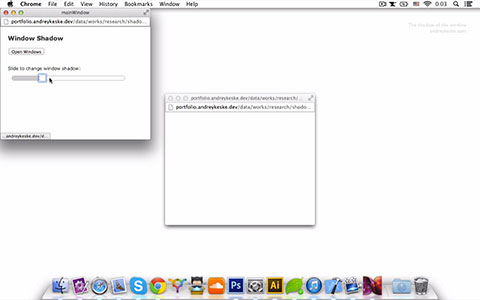 Chrome File Edit View History Bookmarks Window Help
0:03
mainWindow
portfolio.andreykeske.dev/data/works/research/shado...
Window Shadow
Open Windows
Slide to change window shadow:
andreykeske.dev/d...
The shadow of the window
andreykeske.com
portfolio.andreykeske.dev/data/works/research/...
portfolio.andreykeske.dev/data/works/research/shado...
Ps
Ai